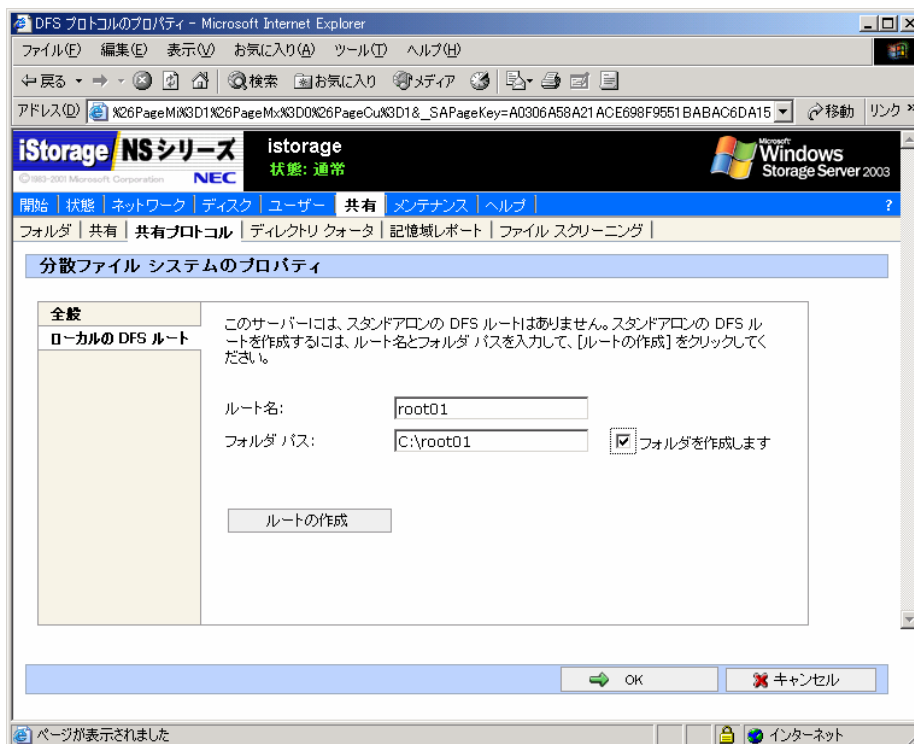 DFS プロトコルのプロパティ - Microsoft Internet Explorer
ファイル(F) 編集(E) 表示(V) お気に入り(A) ツール(T) ヘルプ(H)
戻る 検索 お気に入り メディア
アドレス(D) %26PageMi%3D1%26PageMx%3D0%26PageCu%3D1&_SAPageKey=A0306A58A21ACE698F9551BABAC6DA15 移動 リンク »
iStorage NSシリーズ
©1983-2001 Microsoft Corporation NEC
istorage
状態: 通常
Microsoft
Windows
Storage Server 2003
開始 | 状態 | ネットワーク | ディスク | ユーザー | 共有 | メンテナンス | ヘルプ | ?
フォルダ | 共有 | 共有プロトコル | ディレクトリ クォータ | 記憶域レポート | ファイル スクリーニング |
分散ファイル システムのプロパティ
全般
ローカルの DFS ルート
このサーバーには、スタンドアロンの DFS ルートはありません。スタンドアロンの DFS ル
ートを作成するには、ルート名とフォルダ パスを入力して、[ルートの作成] をクリックしてく
ださい。
ルート名: root01
フォルダ パス: C:\root01 フォルダを作成します
ルートの作成
OK キャンセル
ページが表示されました インターネット